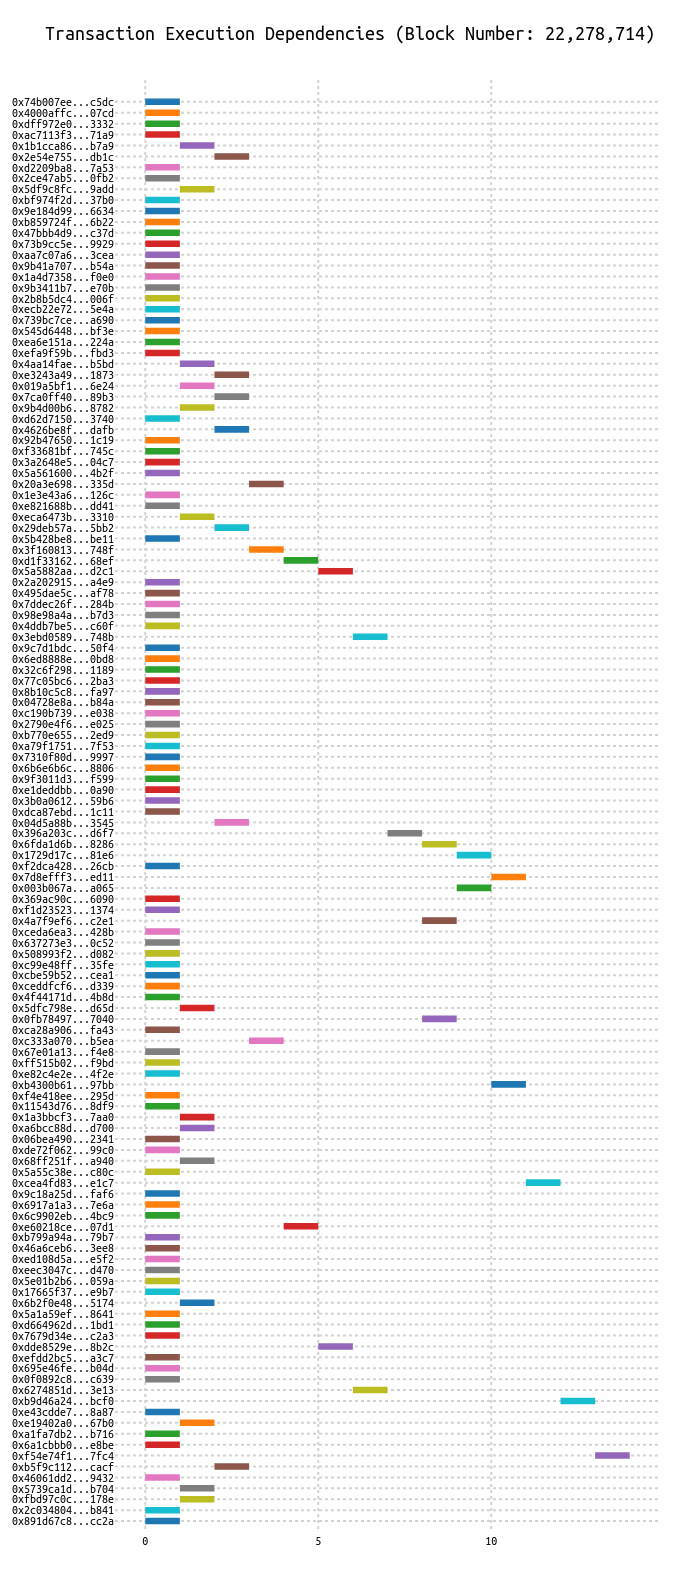 Transaction Execution Dependencies (Block Number: 22,278,714)
0x74b007ee...c5dc
0x4000affc...07cd
0xdff972e0...3332
0xac7113f3...71a9
0x1b1cca86...b7a9
0x2e54e755...db1c
0xd2209ba8...7a53
0x2ce47ab5...0fb2
0x5df9c8fc...9add
0xbf974f2d...37b0
0x9e184d99...6634
0xb859724f...6b22
0x47bbb4d9...c37d
0x73b9cc5e...9929
0xaa7c07a6...3cea
0x9b41a707...b54a
0x1a4d7358...f0e0
0x9b3411b7...e70b
0x2b8b5dc4...006f
0xecb22e72...5e4a
0x739bc7ce...a690
0x545d6448...bf3e
0xea6e151a...224a
0xefa9f59b...fbd3
0x4aa14fae...b5bd
0xe3243a49...1873
0x019a5bf1...6e24
0x7ca0ff40...89b3
0x9b4d00b6...8782
0xd62d7150...3740
0x4626be8f...dafb
0x92b47650...1c19
0xf33681bf...745c
0x3a2648e5...04c7
0x5a561600...4b2f
0x20a3e698...335d
0x1e3e43a6...126c
0xe821688b...dd41
0xeca6473b...3310
0x29deb57a...5bb2
0x5b428be8...be11
0x3f160813...748f
0xd1f33162...68ef
0x5a5882aa...d2c1
0x2a202915...a4e9
0x495dae5c...af78
0x7ddec26f...284b
0x98e98a4a...b7d3
0x4ddb7be5...c60f
0x3ebd0589...748b
0x9c7d1bdc...50f4
0x6ed8888e...0bd8
0x32c6f298...1189
0x77c05bc6...2ba3
0x8b10c5c8...fa97
0x04728e8a...b84a
0xc190b739...e038
0x2790e4f6...e025
0xb770e655...2ed9
0xa79f1751...7f53
0x7310f80d...9997
0x6b6e6b6c...8806
0x9f3011d3...f599
0xe1deddbb...0a90
0x3b0a0612...59b6
0xdca87ebd...1c11
0x04d5a88b...3545
0x396a203c...d6f7
0x6fda1d6b...8286
0x1729d17c...81e6
0xf2dca428...26cb
0x7d8efff3...ed11
0x003b067a...a065
0x369ac90c...6090
0xf1d23523...1374
0x4a7f9ef6...c2e1
0xceda6ea3...428b
0x637273e3...0c52
0x508993f2...d082
0xc99e48ff...35fe
0xcbe59b52...cea1
0xceddfcf6...d339
0x4f44171d...4b8d
0x5dfc798e...d65d
0x0fb78497...7040
0xca28a906...fa43
0xc333a070...b5ea
0x67e01a13...f4e8
0xff515b02...f9bd
0xe82c4e2e...4f2e
0xb4300b61...97bb
0xf4e418ee...295d
0x11543d76...8df9
0x1a3bbcf3...7aa0
0xa6bcc88d...d700
0x06bea490...2341
0xde72f062...99c0
0x68ff251f...a940
0x5a55c38e...c80c
0xcea4fd83...e1c7
0x9c18a25d...faf6
0x6917a1a3...7e6a
0x6c9902eb...4bc9
0xe60218ce...07d1
0xb799a94a...79b7
0x46a6ceb6...3ee8
0xed108d5a...e5f2
0xeec3047c...d470
0x5e01b2b6...059a
0x17665f37...e9b7
0x6b2f0e48...5174
0x5a1a59ef...8641
0xd664962d...1bd1
0x7679d34e...c2a3
0xdde8529e...8b2c
0xefdd2bc5...a3c7
0x695e46fe...b04d
0x0f0892c8...c639
0x6274851d...3e13
0xb9d46a24...bcf0
0xe43cdde7...8a87
0xe19402a0...67b0
0xa1fa7db2...b716
0x6a1cbbb0...e8be
0xf54e74f1...7fc4
0xb5f9c112...cacf
0x46061dd2...9432
0x5739ca1d...b704
0xfbd97c0c...178e
0x2c034804...b841
0x891d67c8...cc2a
0 5 10